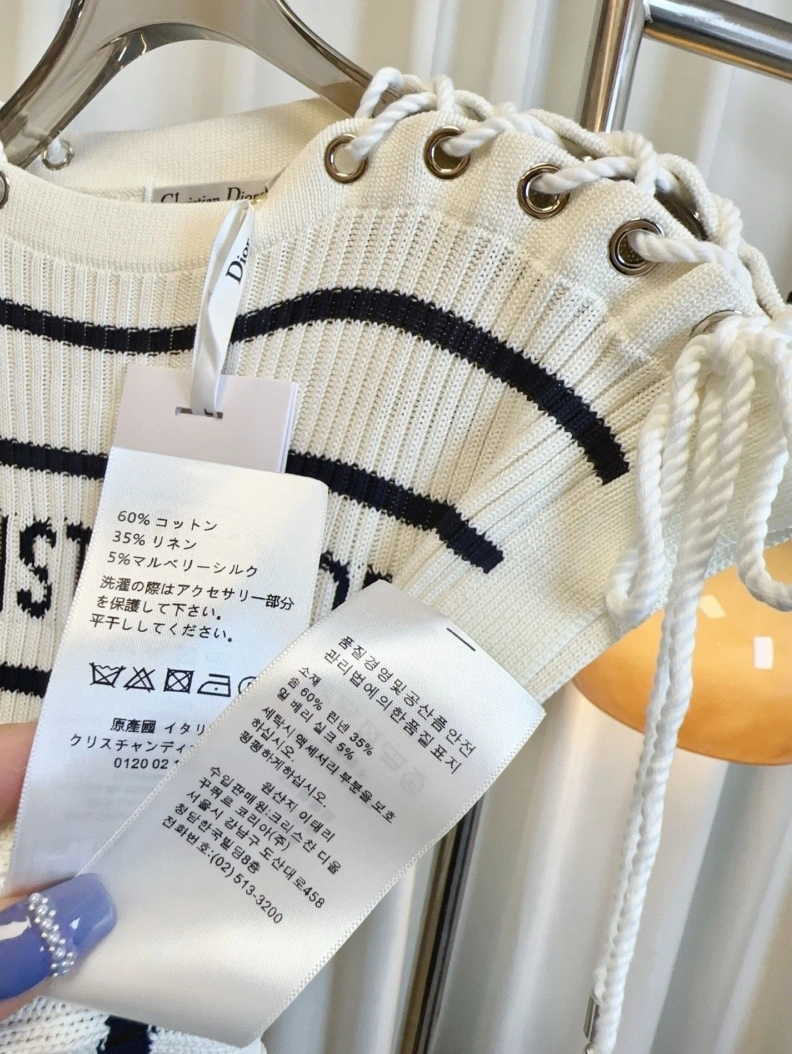 Christian Dior
Dior
IST
60% コットン
35% リネン
5%マルベリーシルク
洗濯の際はアクセサリー部分
を保護して下さい。
平干ししてください。
原産國 イタリ
クリスチャンディ
0120 02
품질경영및공산품안전
관리법에의한품질표지
소재
솜 60% 린넨 35%
멀 메리 실크 5%
세탁시 액세서리 부분을 보호
하십시오.
평평하게하십시오.
원산지 이태리
수입판매원:크리스챤 디올
꾸뛰르 코리아(주)
서울시 강남구 도산대로458
청담한국빌딩8층
전화번호:(02)513-3200